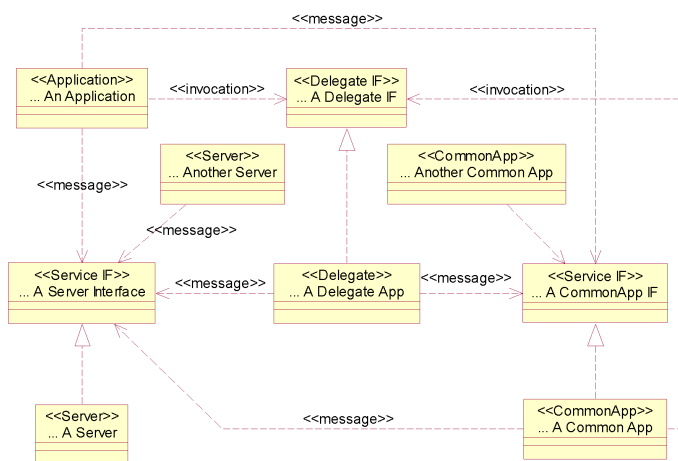 <<message>>
<<Application>>
... An Application
<<invocation>>
<<Delegate IF>>
... A Delegate IF
<<invocation>>
<<Server>>
... Another Server
<<CommonApp>>
... Another Common App
<<message>>
<<message>>
<<Service IF>>
... A Server Interface
<<message>>
<<Delegate>>
... A Delegate App
<<message>>
<<Service IF>>
... A CommonApp IF
<<Server>>
... A Server
<<message>>
<<CommonApp>>
... A Common App